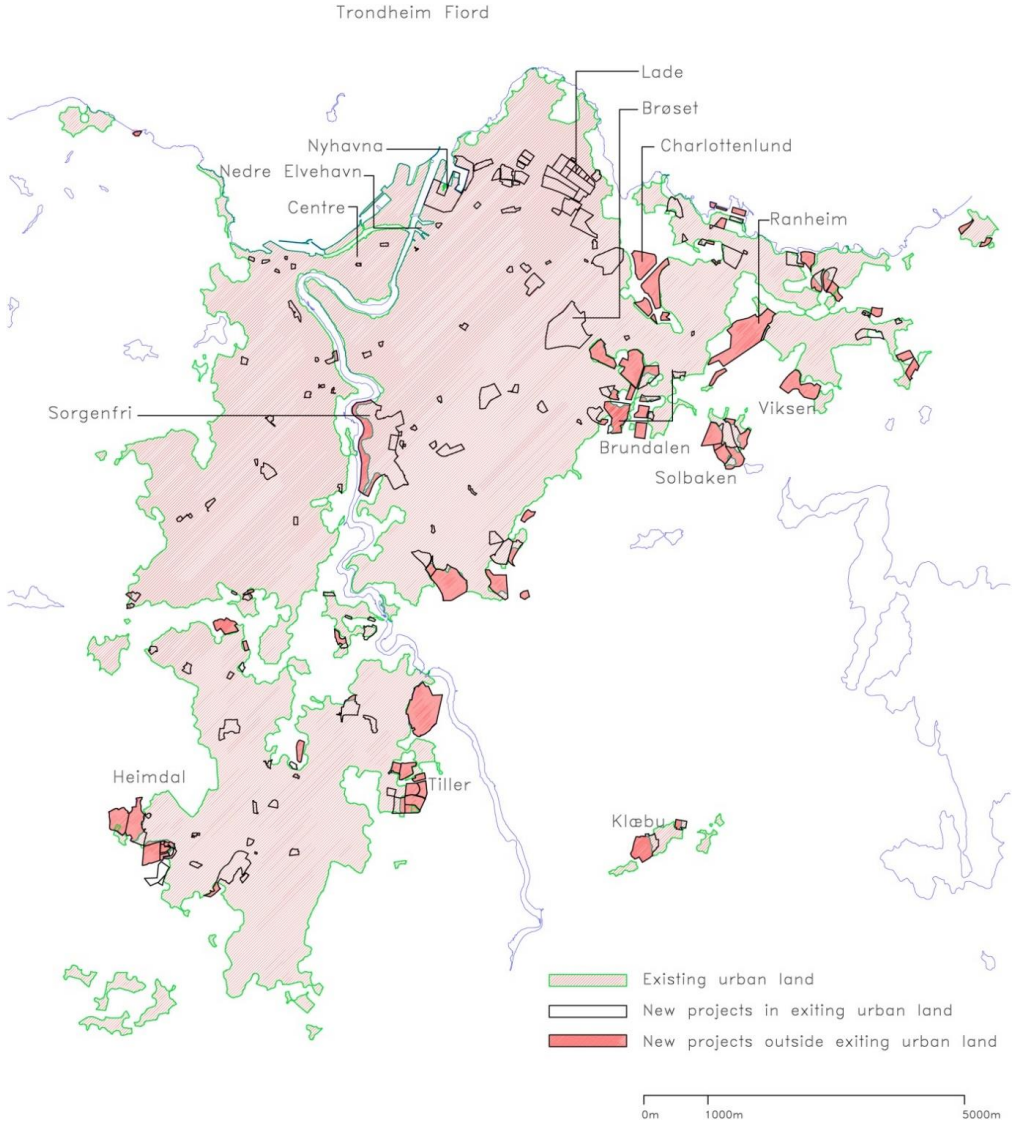 Trondheim Fiord
Lade
Brøset
Nyhavna
Charlottenlund
Nedre Elvehavn
Centre
Ranheim
Sorgenfri
Viksen
Brundalen
Solbaken
Heimdal
Tiller
Klæbu
Existing urban land
New projects in exiting urban land
New projects outside exiting urban land
0m 1000m 5000m